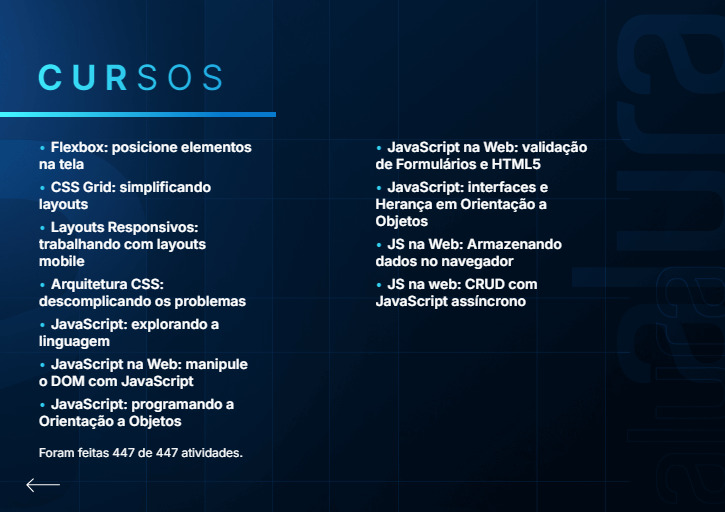 CURSOS
• Flexbox: posicione elementos
na tela
• CSS Grid: simplificando
layouts
• Layouts Responsivos:
trabalhando com layouts
mobile
• Arquitetura CSS:
descomplicando os problemas
• JavaScript: explorando a
linguagem
• JavaScript na Web: manipule
o DOM com JavaScript
• JavaScript: programando a
Orientação a Objetos
• JavaScript na Web: validação
de Formulários e HTML5
• JavaScript: interfaces e
Herança em Orientação a
Objetos
• JS na Web: Armazenando
dados no navegador
• JS na web: CRUD com
JavaScript assíncrono
Foram feitas 447 de 447 atividades.
alura
alura